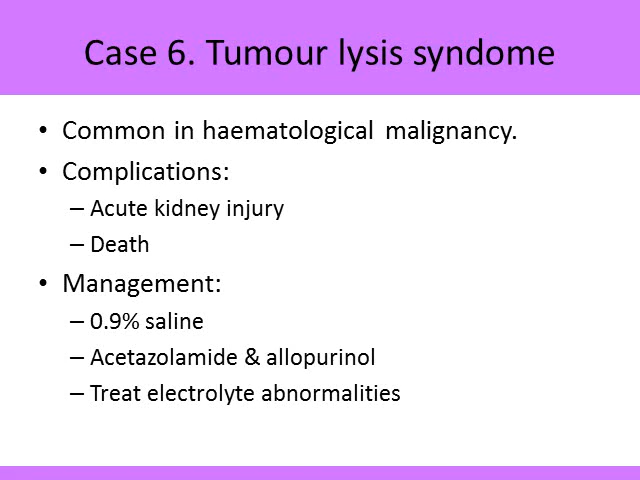 Case 6. Tumour lysis syndome
• Common in haematological malignancy.
• Complications:
– Acute kidney injury
– Death
• Management:
– 0.9% saline
– Acetazolamide & allopurinol
– Treat electrolyte abnormalities